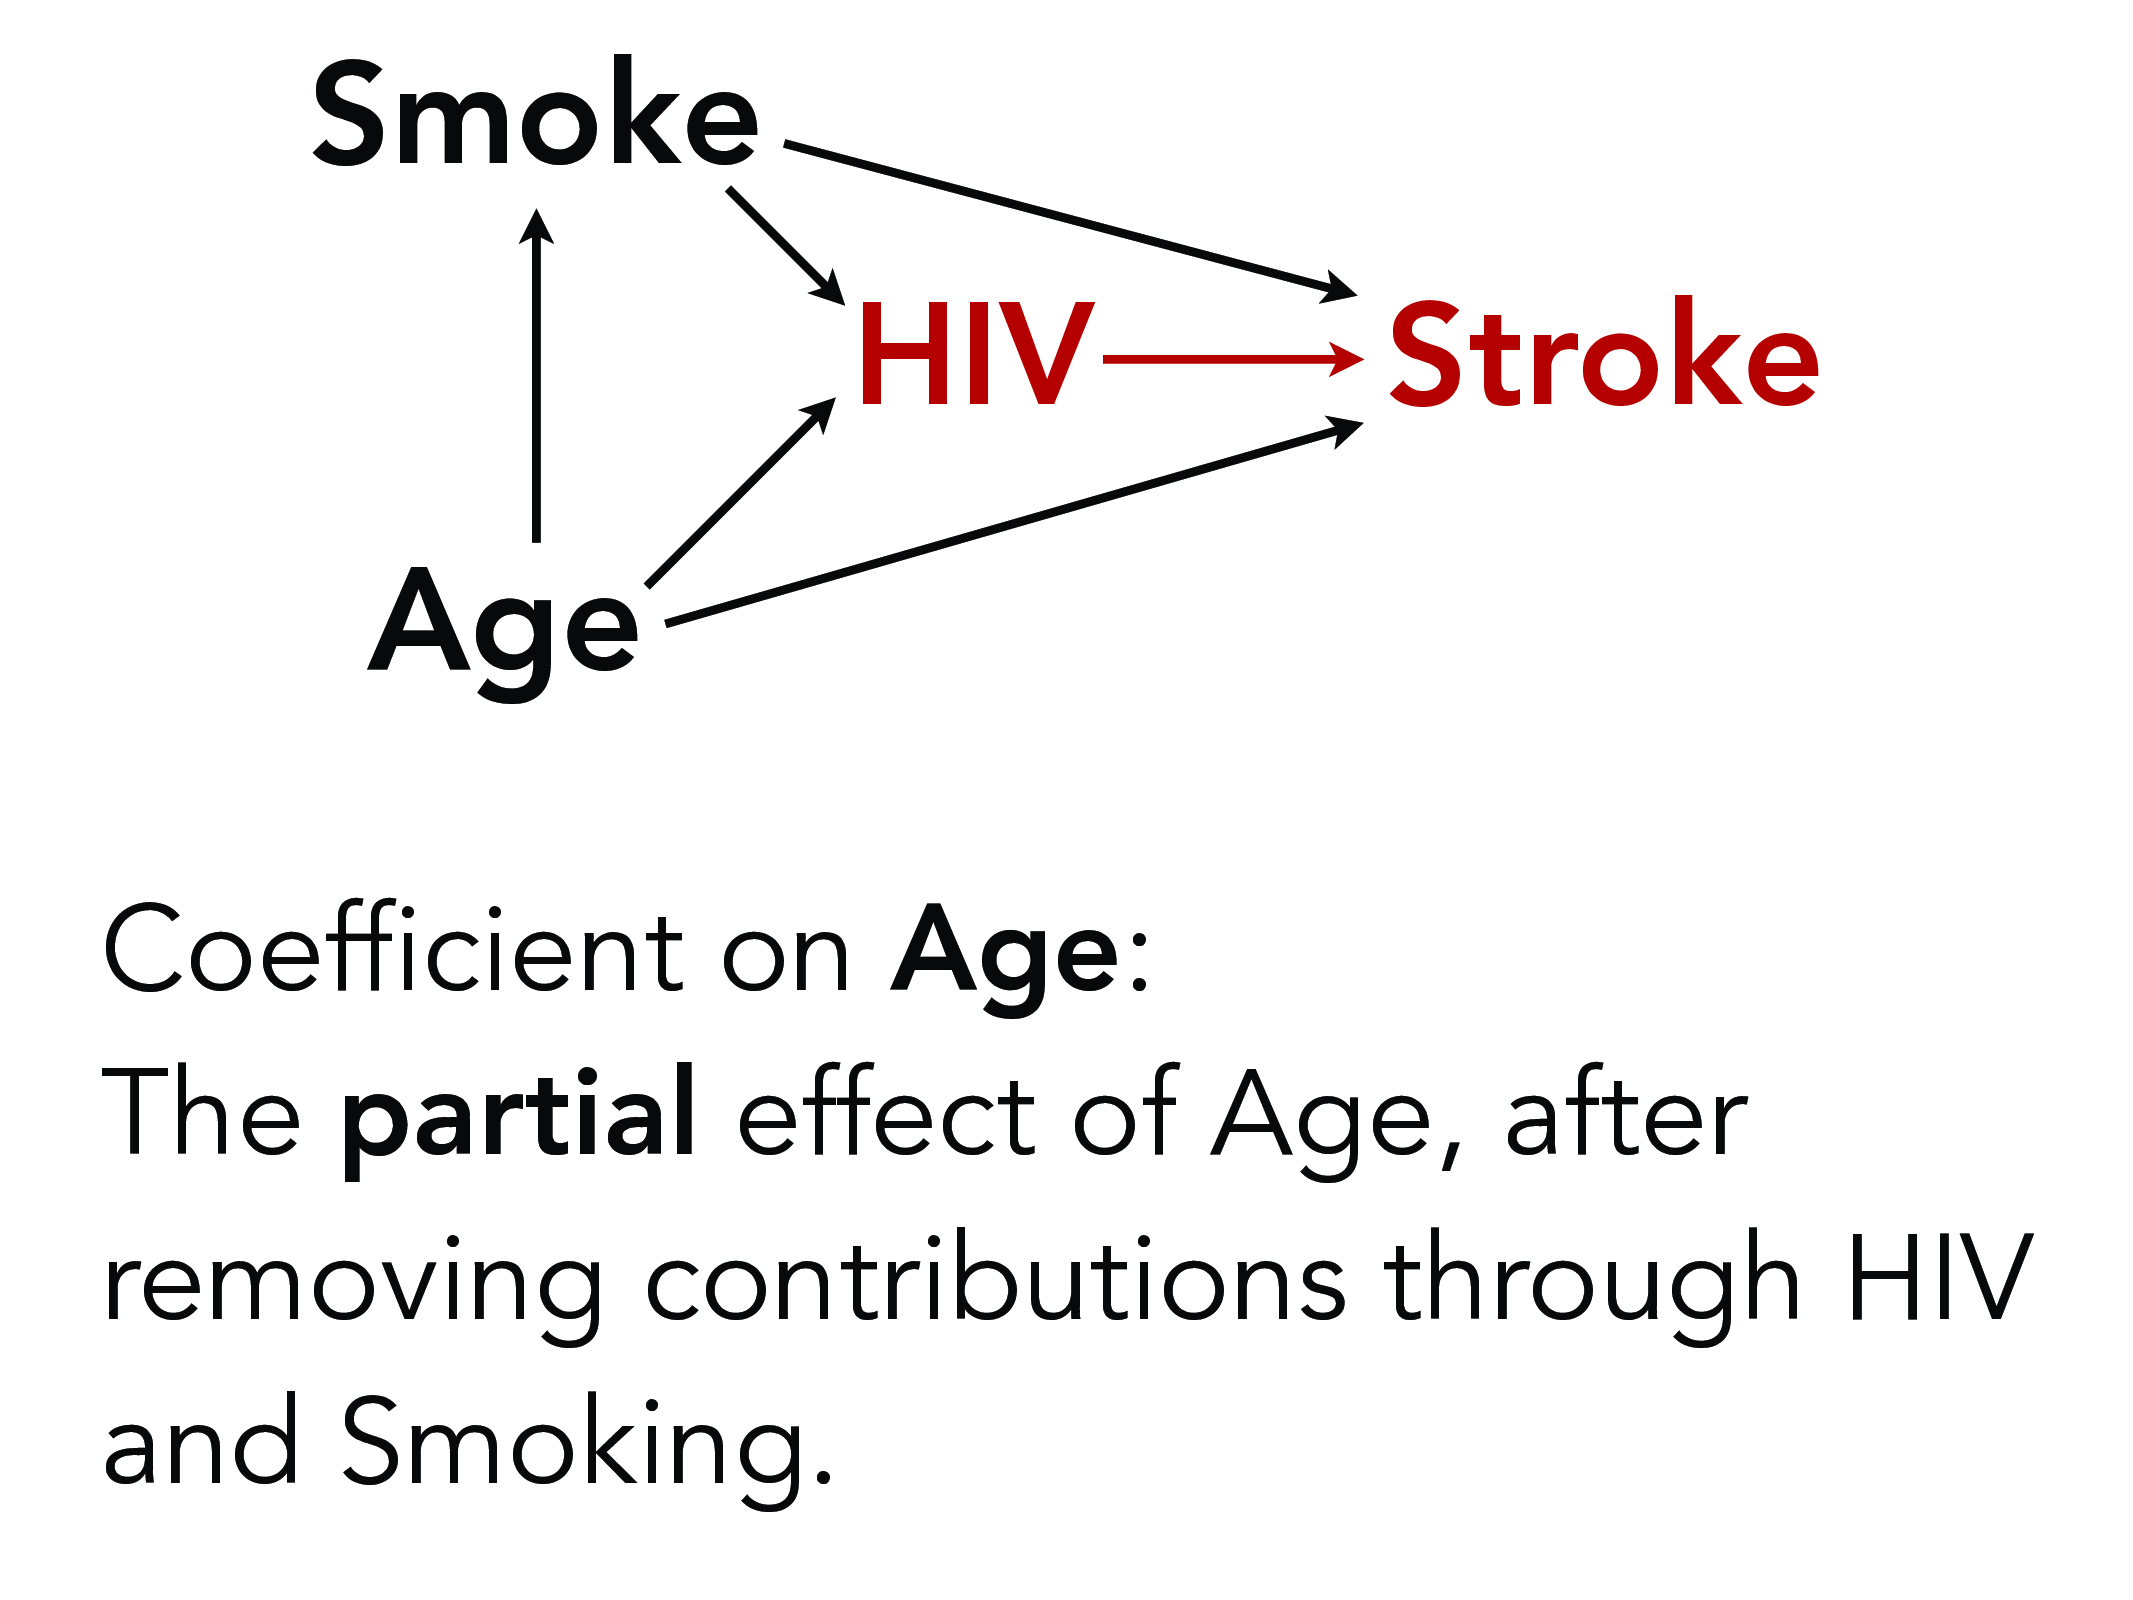 Smoke
HIV
Stroke
Age
Coefficient on Age:
The partial effect of Age, after
removing contributions through HIV
and Smoking.